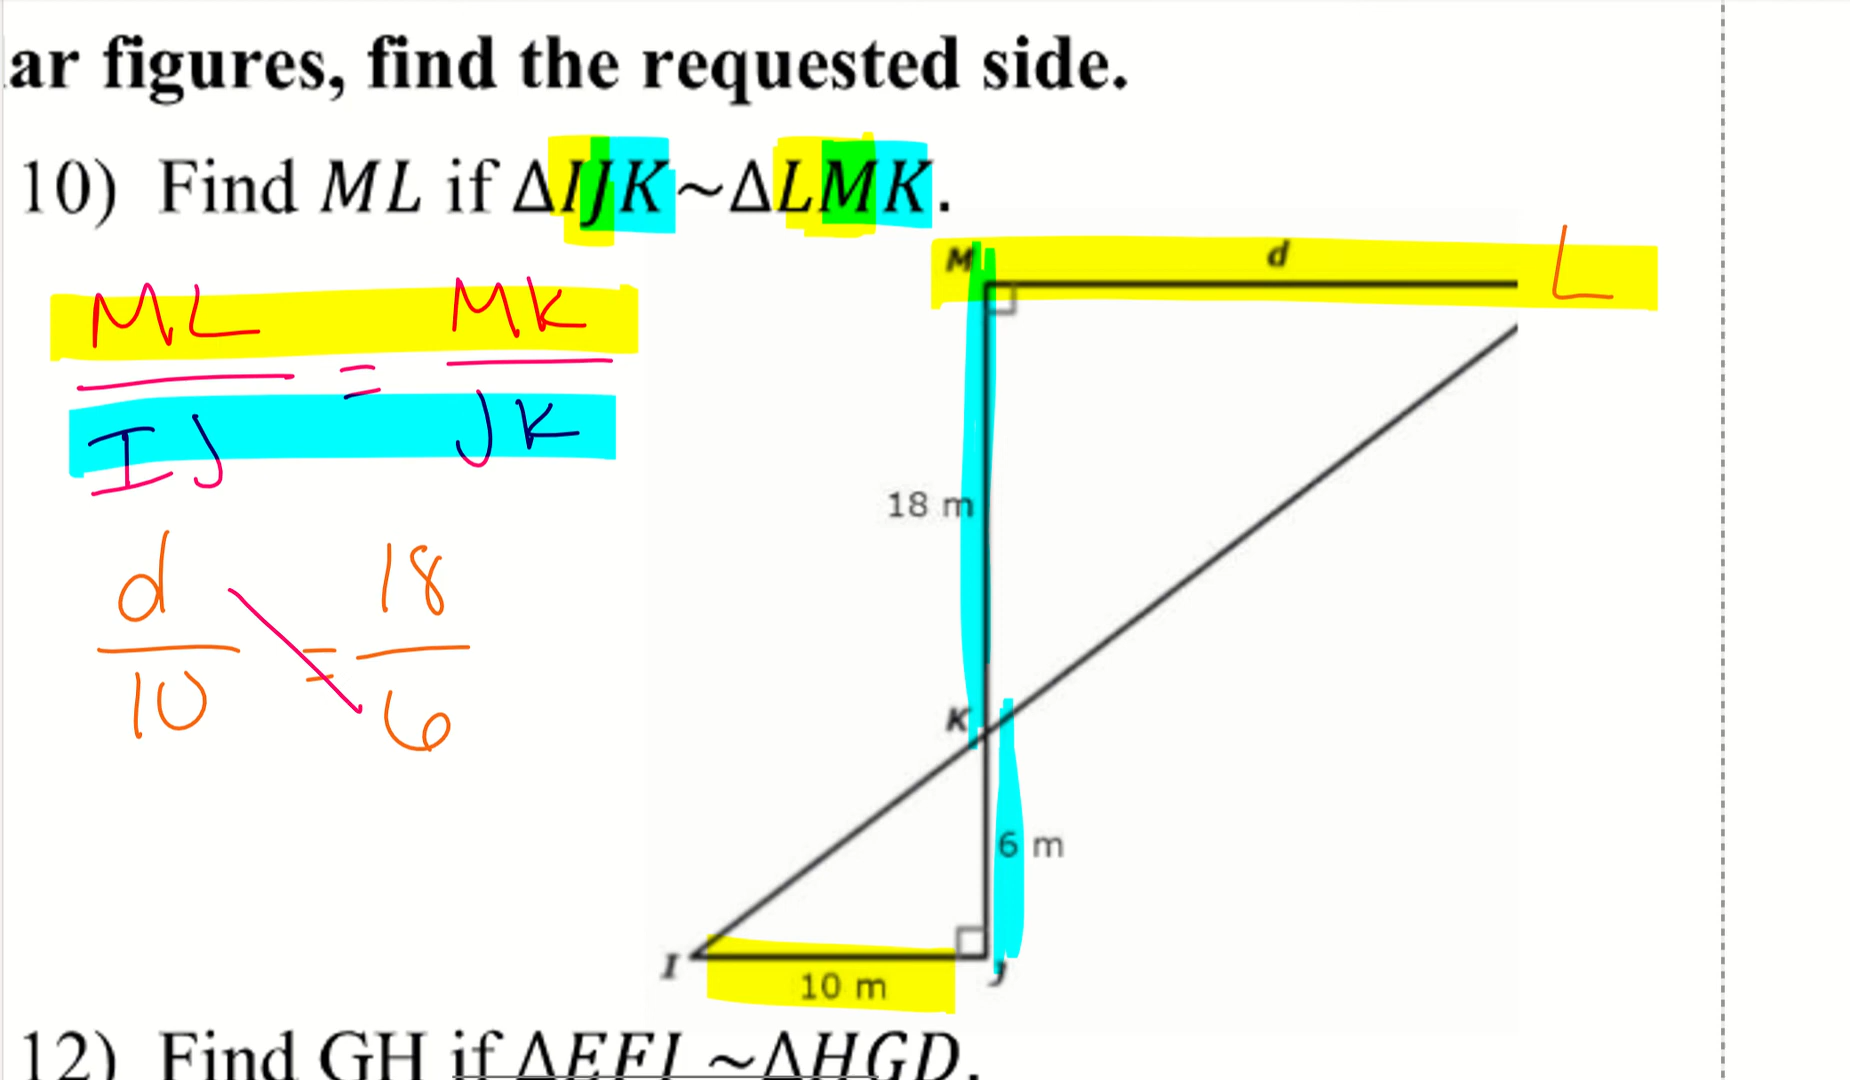 ar figures, find the requested side.
10) Find ML if ΔIJK~ΔLMK.
M d L
ML = MK
IJ JK
18 m
d = 18
10 6
K
6 m
I J
10 m
12) Find GH if ΔEFI ~ΔHGD.